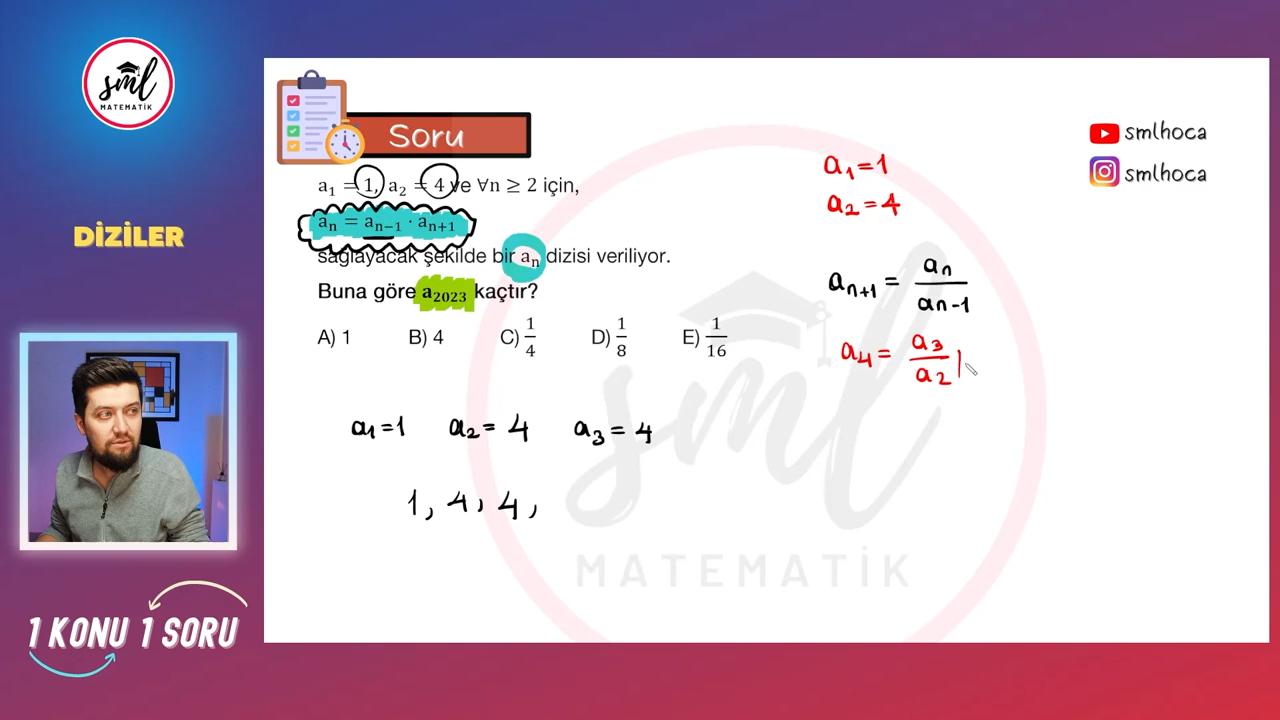 sml
MATEMATİK
DİZİLER
1 KONU 1 SORU
Soru
a₁ = 1, a₂ = 4 ve ∀n ≥ 2 için,
aₙ = aₙ₋₁ · aₙ₊₁
sağlayacak şekilde bir aₙ dizisi veriliyor.
Buna göre a₂₀₂₃ kaçtır?
A) 1 B) 4 C) 1/4 D) 1/8 E) 1/16
a₁=1 a₂= 4 a₃ = 4
1, 4, 4,
smlhoca
smlhoca
a₁=1
a₂=4
aₙ₊₁ = aₙ/aₙ₋₁
a₄ = a₃/a₂
sml
MATEMATİK